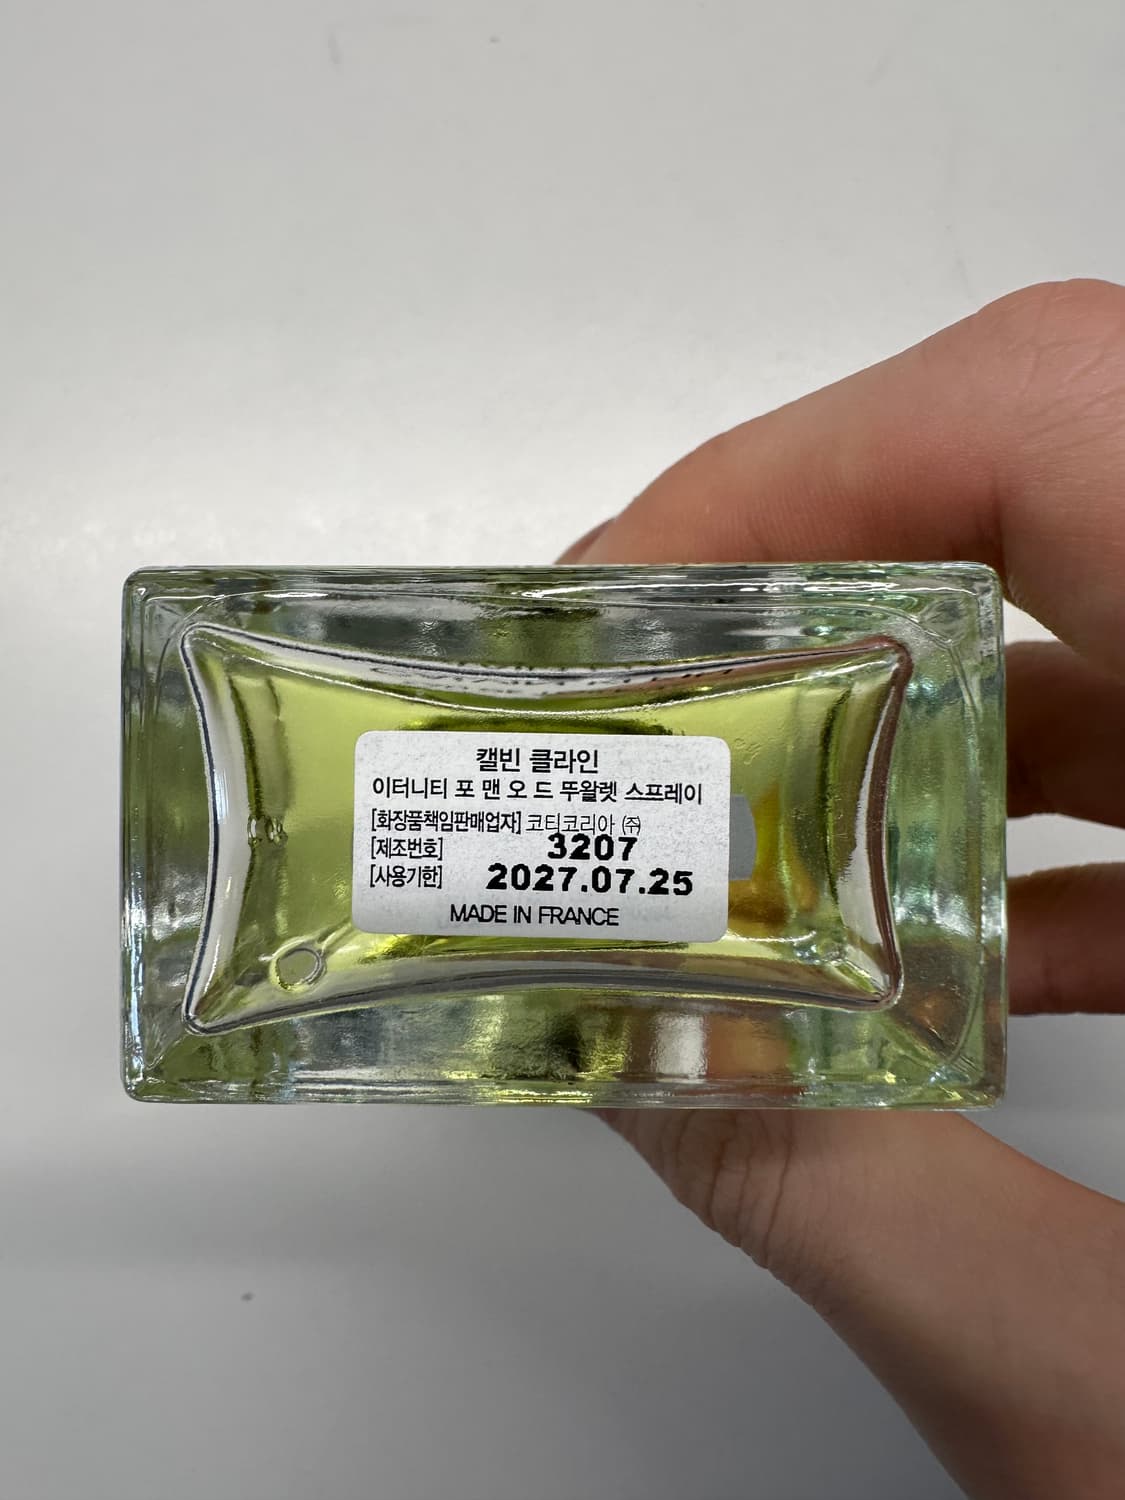 캘빈 클라인
이터니티 포 맨 오 드 뚜왈렛 스프레이
[화장품책임판매업자] 코티코리아 ㈜
[제조번호] 3207
[사용기한] 2027.07.25
MADE IN FRANCE